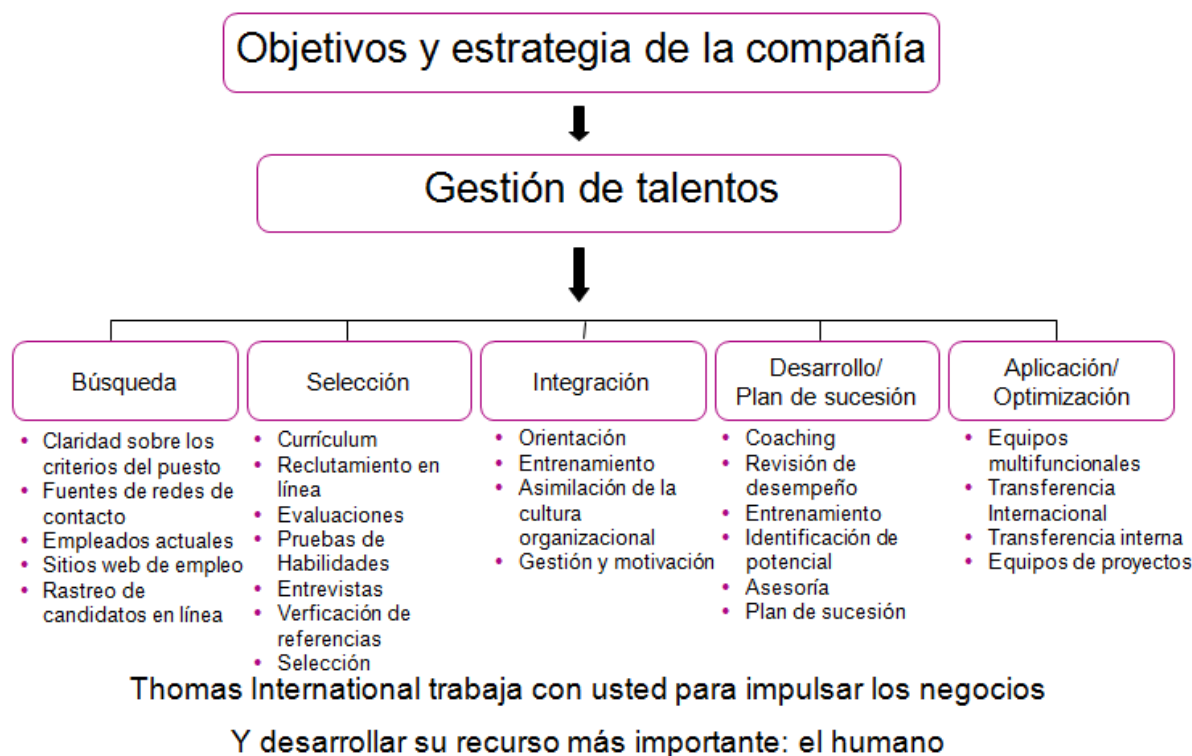 Objetivos y estrategia de la compañía
Gestión de talentos
Búsqueda
• Claridad sobre los
criterios del puesto
• Fuentes de redes de
contacto
• Empleados actuales
• Sitios web de empleo
• Rastreo de
candidatos en línea
Selección
• Currículum
• Reclutamiento en
línea
• Evaluaciones
• Pruebas de
Habilidades
• Entrevistas
• Verficación de
referencias
• Selección
Integración
• Orientación
• Entrenamiento
• Asimilación de la
cultura
organizacional
• Gestión y motivación
Desarrollo/
Plan de sucesión
• Coaching
• Revisión de
desempeño
• Entrenamiento
• Identificación de
potencial
• Asesoría
• Plan de sucesión
Aplicación/
Optimización
• Equipos
multifuncionales
• Transferencia
Internacional
• Transferencia interna
• Equipos de proyectos
Thomas International trabaja con usted para impulsar los negocios
Y desarrollar su recurso más importante: el humano